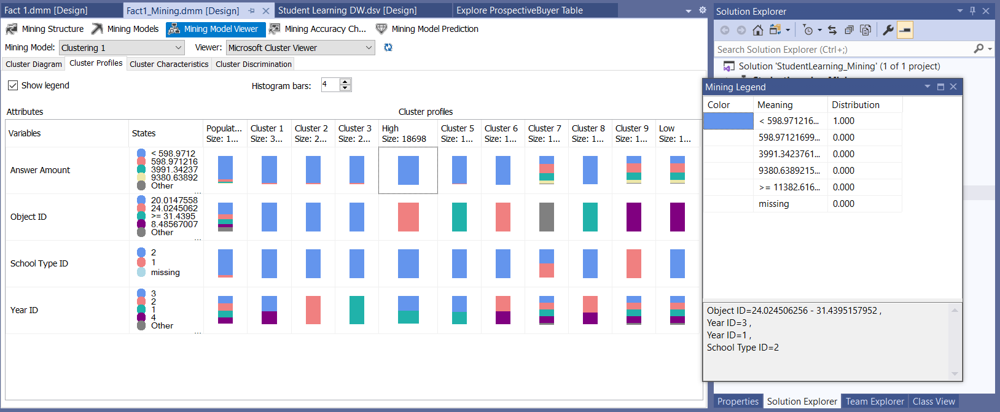 Fact 1.dmm [Design]
Fact1_Mining.dmm [Design]
Student Learning DW.dsv [Design]
Explore ProspectiveBuyer Table
Mining Structure
Mining Models
Mining Model Viewer
Mining Accuracy Ch...
Mining Model Prediction
Mining Model:
Clustering 1
Viewer:
Microsoft Cluster Viewer
Cluster Diagram
Cluster Profiles
Cluster Characteristics
Cluster Discrimination
Show legend
Histogram bars:
4
Attributes
Cluster profiles
Variables
States
Populat...
Size: 1...
Cluster 1
Size: 3...
Cluster 2
Size: 2...
Cluster 3
Size: 2...
High
Size: 18698
Cluster 5
Size: 1...
Cluster 6
Size: 1...
Cluster 7
Size: 1...
Cluster 8
Size: 1...
Cluster 9
Size: 1...
Low
Size: 1...
Answer Amount
< 598.9712
598.971216
3991.34237
9380.63892
Other
...
Object ID
20.0147558
24.0245062
>= 31.4395
8.48567007
Other
...
School Type ID
2
1
missing
Year ID
3
2
1
4
Other
...
Solution Explorer
Search Solution Explorer (Ctrl+;)
Solution 'StudentLearning_Mining' (1 of 1 project)
Mining Legend
Color
Meaning
Distribution
< 598.971216...
1.000
598.97121699...
0.000
3991.3423761...
0.000
9380.6389215...
0.000
>= 11382.616...
0.000
missing
0.000
Object ID=24.024506256 - 31.4395157952 ,
Year ID=3 ,
Year ID=1 ,
School Type ID=2
Properties
Solution Explorer
Team Explorer
Class View